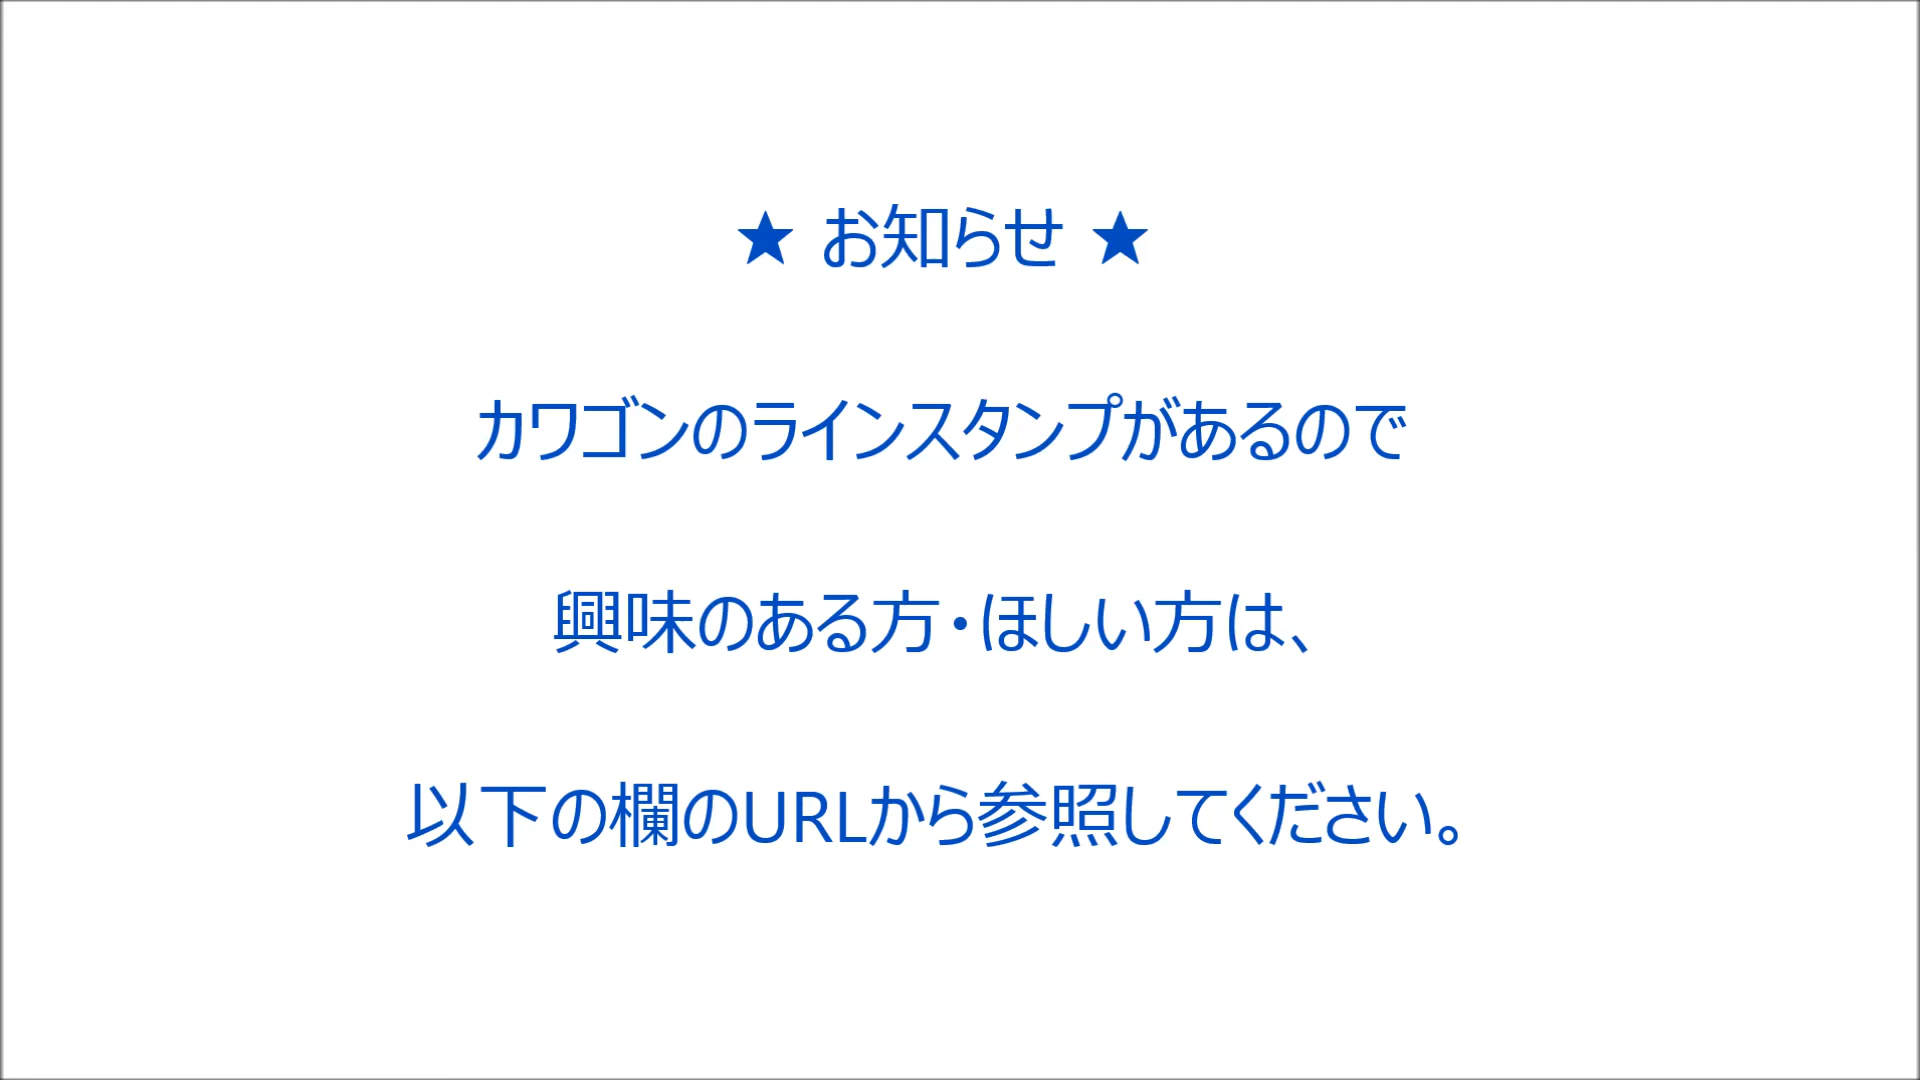 ★ お知らせ ★
カワゴンのラインスタンプがあるので
興味のある方・ほしい方は、
以下の欄のURLから参照してください。